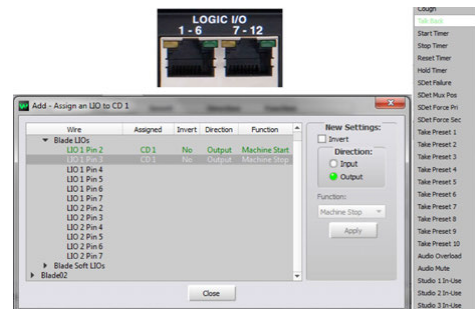 LOGIC I/O
1 - 6 7 - 12
Add - Assign an LIO to CD 1
Wire Assigned Invert Direction Function
Blade LIOs
LIO 1 Pin 2 CD 1 No Output Machine Start
LIO 1 Pin 3 CD 1 No Output Machine Stop
LIO 1 Pin 4
LIO 1 Pin 5
LIO 1 Pin 6
LIO 1 Pin 7
LIO 2 Pin 2
LIO 2 Pin 3
LIO 2 Pin 4
LIO 2 Pin 5
LIO 2 Pin 6
LIO 2 Pin 7
Blade Soft LIOs
Blade02
New Settings:
Invert
Direction:
Input
Output
Function:
Machine Stop
Apply
Close
Cough
Talk Back
Start Timer
Stop Timer
Reset Timer
Hold Timer
SDet Failure
SDet Mux Pos
SDet Force Pri
SDet Force Sec
Take Preset 1
Take Preset 2
Take Preset 3
Take Preset 4
Take Preset 5
Take Preset 6
Take Preset 7
Take Preset 8
Take Preset 9
Take Preset 10
Audio Overload
Audio Mute
Studio 1 In-Use
Studio 2 In-Use
Studio 3 In-Use